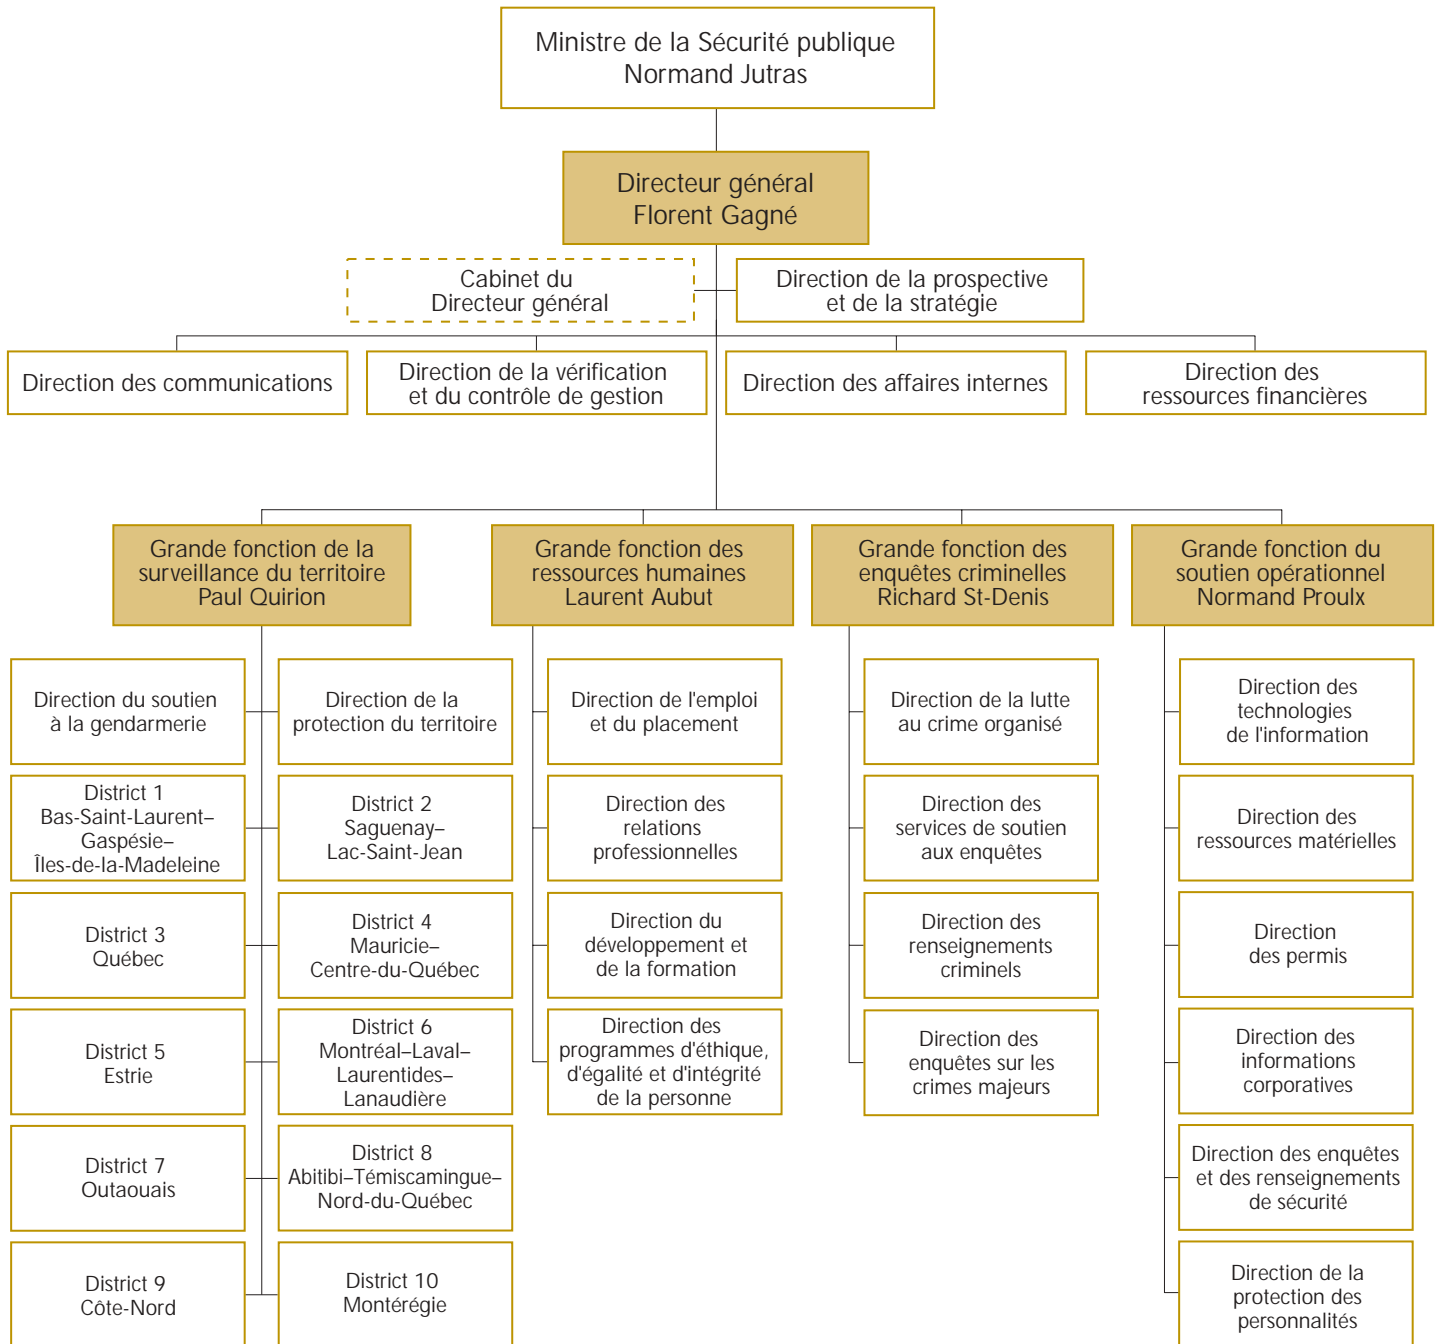 Ministre de la Sécurité publique
Normand Jutras
Directeur général
Florent Gagné
Cabinet du
Directeur général
Direction de la prospective
et de la stratégie
Direction des communications
Direction de la vérification
et du contrôle de gestion
Direction des affaires internes
Direction des
ressources financières
Grande fonction de la
surveillance du territoire
Paul Quirion
Grande fonction des
ressources humaines
Laurent Aubut
Grande fonction des
enquêtes criminelles
Richard St-Denis
Grande fonction du
soutien opérationnel
Normand Proulx
Direction du soutien
à la gendarmerie
Direction de la
protection du territoire
District 1
Bas-Saint-Laurent–
Gaspésie–
Îles-de-la-Madeleine
District 2
Saguenay–
Lac-Saint-Jean
District 3
Québec
District 4
Mauricie–
Centre-du-Québec
District 5
Estrie
District 6
Montréal–Laval–
Laurentides–
Lanaudière
District 7
Outaouais
District 8
Abitibi–Témiscamingue–
Nord-du-Québec
District 9
Côte-Nord
District 10
Montérégie
Direction de l'emploi
et du placement
Direction des
relations
professionnelles
Direction du
développement et
de la formation
Direction des
programmes d'éthique,
d'égalité et d'intégrité
de la personne
Direction de la lutte
au crime organisé
Direction des
services de soutien
aux enquêtes
Direction des
renseignements
criminels
Direction des
enquêtes sur les
crimes majeurs
Direction des
technologies
de l'information
Direction des
ressources matérielles
Direction
des permis
Direction des
informations
corporatives
Direction des enquêtes
et des renseignements
de sécurité
Direction de la
protection des
personnalités